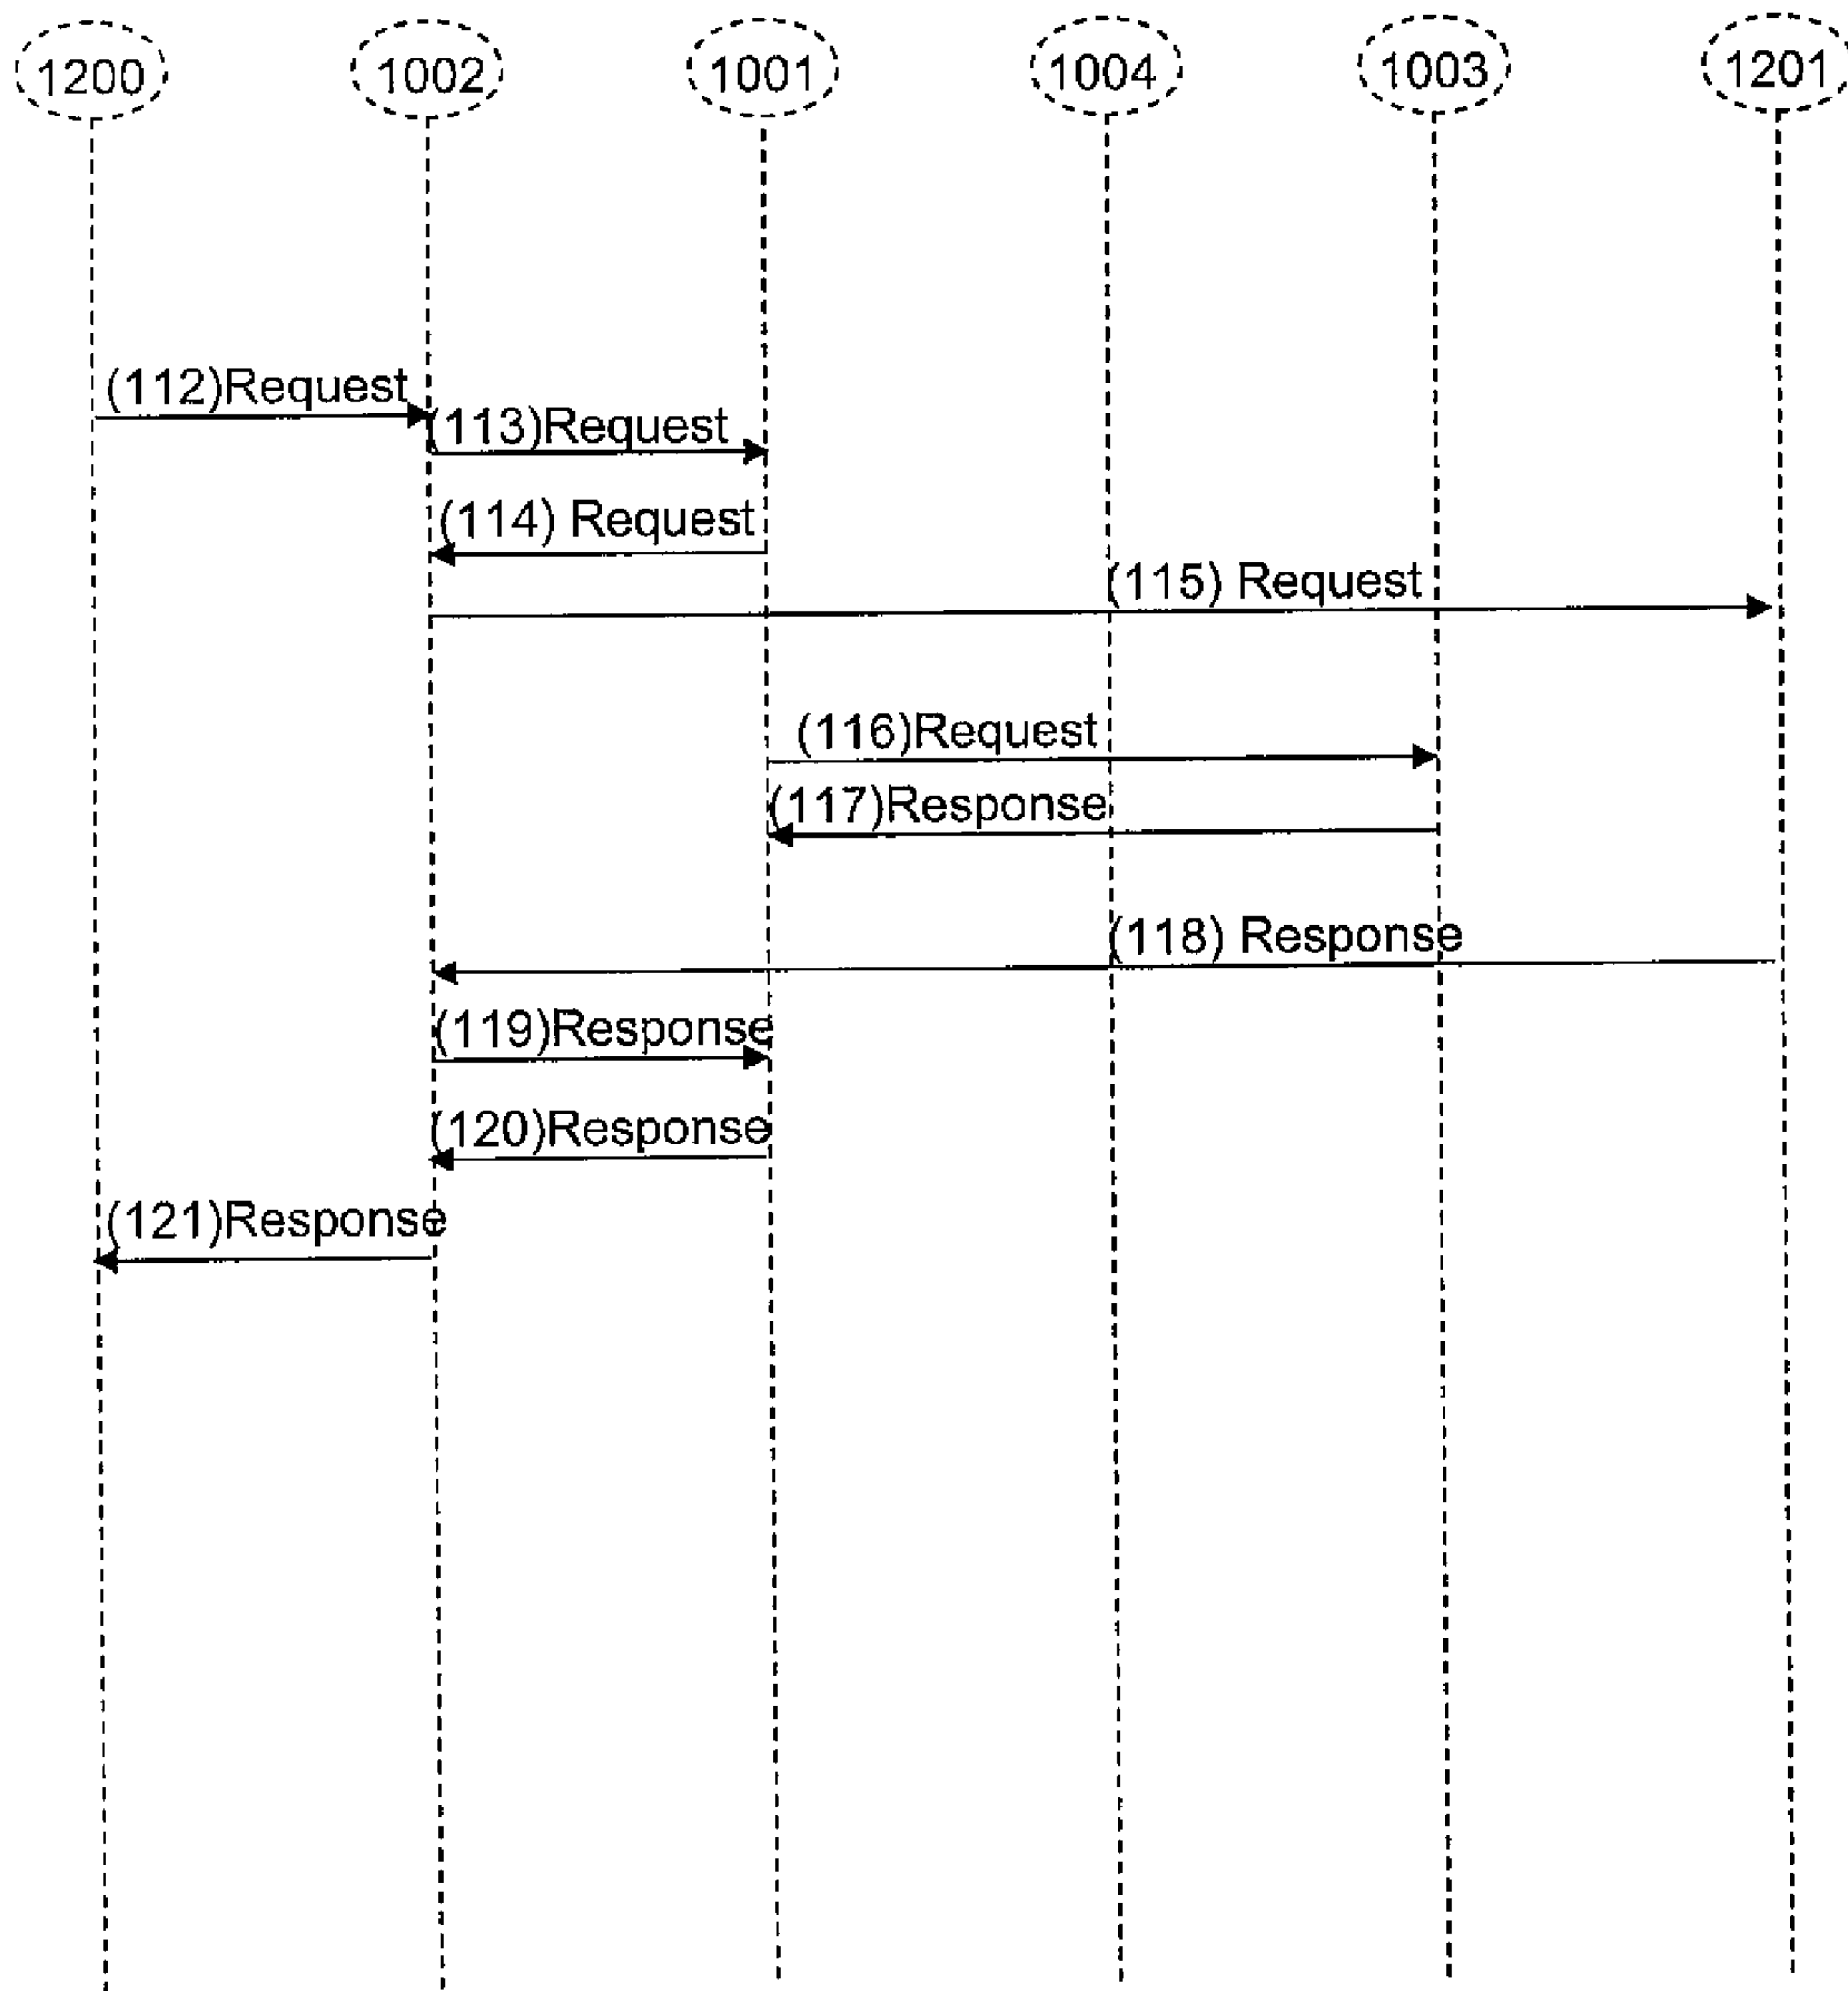 1200 1002 1001 1004 1003 1201
(112)Request
(113)Request
(114) Request
(115) Request
(116)Request
(117)Response
(118) Response
(119)Response
(120)Response
(121)Response